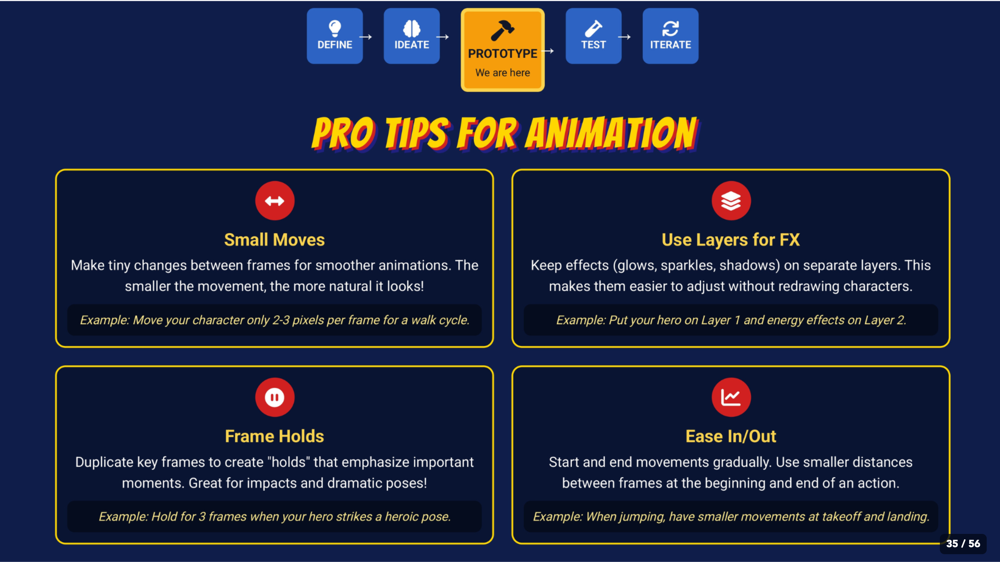 DEFINE → IDEATE → PROTOTYPE → TEST → ITERATE
We are here
PRO TIPS FOR ANIMATION
Small Moves
Make tiny changes between frames for smoother animations. The
smaller the movement, the more natural it looks!
Example: Move your character only 2-3 pixels per frame for a walk cycle.
Use Layers for FX
Keep effects (glows, sparkles, shadows) on separate layers. This
makes them easier to adjust without redrawing characters.
Example: Put your hero on Layer 1 and energy effects on Layer 2.
Frame Holds
Duplicate key frames to create "holds" that emphasize important
moments. Great for impacts and dramatic poses!
Example: Hold for 3 frames when your hero strikes a heroic pose.
Ease In/Out
Start and end movements gradually. Use smaller distances
between frames at the beginning and end of an action.
Example: When jumping, have smaller movements at takeoff and landing.
35 / 56